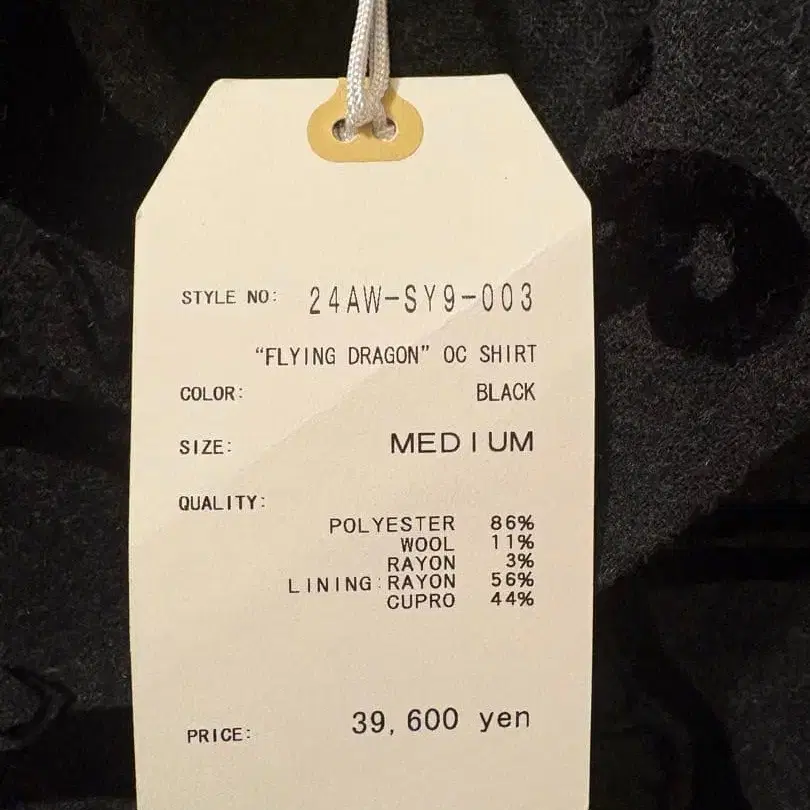 STYLE NO: 24AW-SY9-003
“FLYING DRAGON” OC SHIRT
COLOR: BLACK
SIZE: MEDIUM
QUALITY:
POLYESTER 86%
WOOL 11%
RAYON 3%
LINING:RAYON 56%
CUPRO 44%
PRICE: 39,600 yen